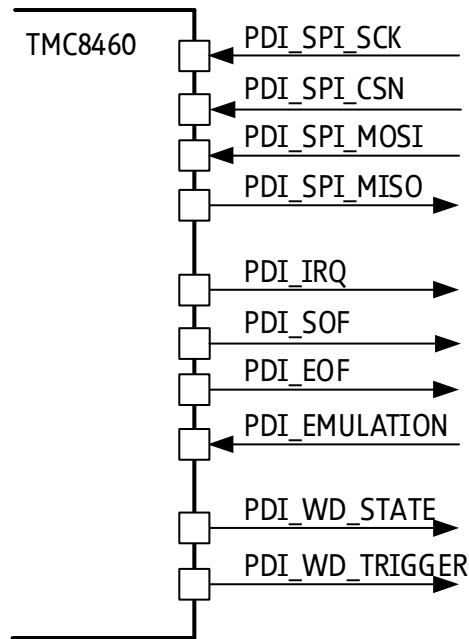 TMC8460
PDI_SPI_SCK
PDI_SPI_CSN
PDI_SPI_MOSI
PDI_SPI_MISO
PDI_IRQ
PDI_SOF
PDI_EOF
PDI_EMULATION
PDI_WD_STATE
PDI_WD_TRIGGER